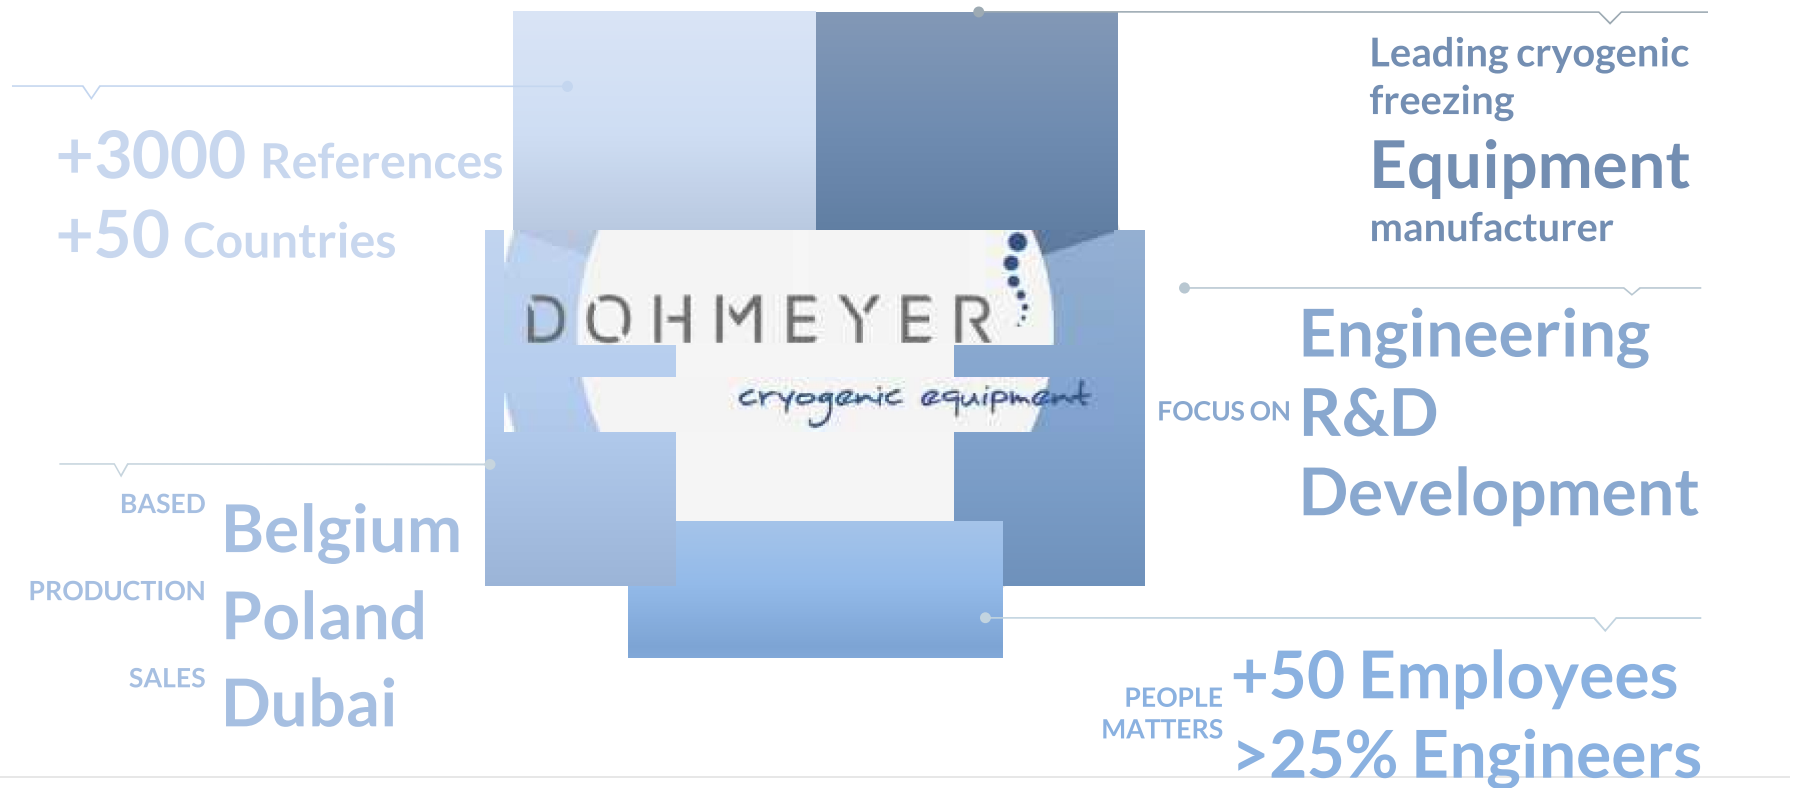 +3000 References
+50 Countries
Leading cryogenic
freezing
Equipment
manufacturer
DOHMEYER
cryogenic equipment
FOCUS ON
Engineering
R&D
Development
BASED
Belgium
PRODUCTION
Poland
SALES
Dubai
PEOPLE
MATTERS
+50 Employees
>25% Engineers